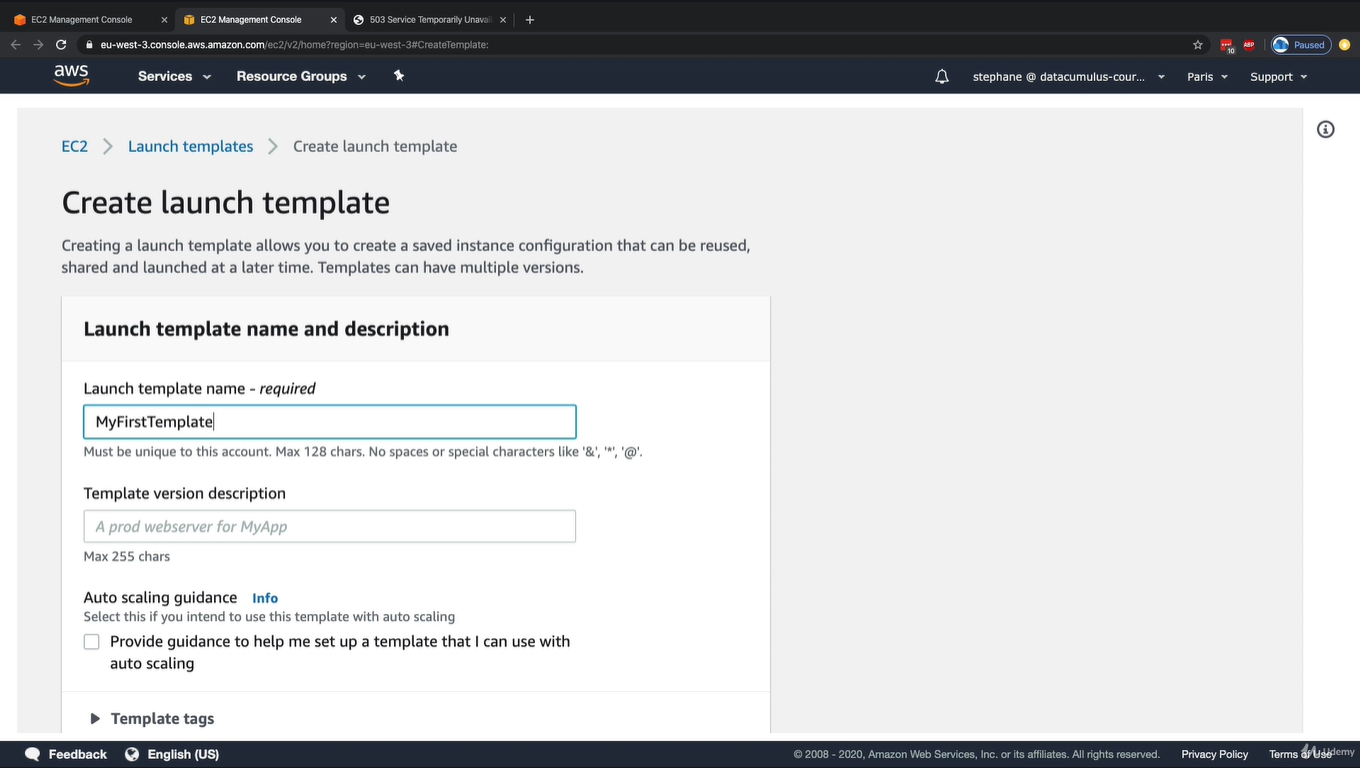 EC2 Management Console
EC2 Management Console
503 Service Temporarily Unavai
eu-west-3.console.aws.amazon.com/ec2/v2/home?region=eu-west-3#CreateTemplate:
10
ABP
Paused
aws
Services
Resource Groups
stephane @ datacumulus-cour...
Paris
Support
EC2
Launch templates
Create launch template
Create launch template
Creating a launch template allows you to create a saved instance configuration that can be reused,
shared and launched at a later time. Templates can have multiple versions.
Launch template name and description
Launch template name - required
MyFirstTemplate
Must be unique to this account. Max 128 chars. No spaces or special characters like '&', '*', '@'.
Template version description
A prod webserver for MyApp
Max 255 chars
Auto scaling guidance Info
Select this if you intend to use this template with auto scaling
Provide guidance to help me set up a template that I can use with
auto scaling
Template tags
Feedback
English (US)
© 2008 - 2020, Amazon Web Services, Inc. or its affiliates. All rights reserved.
Privacy Policy
Terms of Use
Udemy